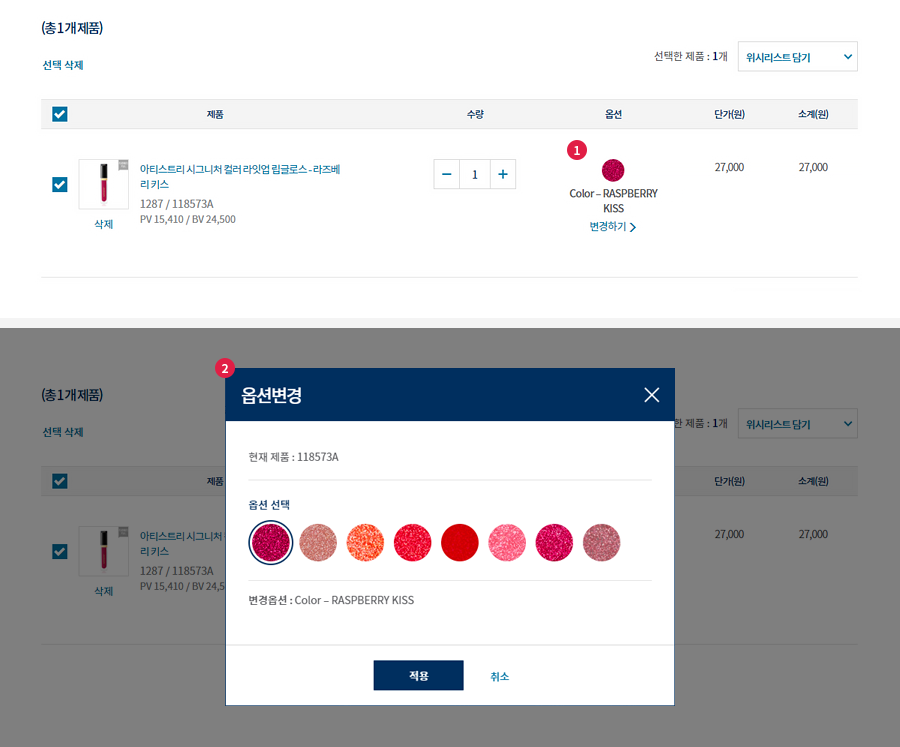 (총1개제품)
선택 삭제
선택한 제품 : 1개
위시리스트 담기
제품 수량 옵션 단가(원) 소계(원)
1
아티스트리 시그니처 컬러 라잇업 립글로스 - 라즈베
리 키스
1287 / 118573A
PV 15,410 / BV 24,500
삭제
1
Color – RASPBERRY
KISS
변경하기
27,000
27,000
2
옵션변경
(총1개제품)
선택 삭제
한 제품 : 1개
위시리스트 담기
제품 단가(원) 소계(원)
현재 제품 : 118573A
옵션 선택
아티스트리 시그니처
리 키스
1287 / 118573A
PV 15,410 / BV 24,5
삭제
27,000
27,000
변경옵션 : Color – RASPBERRY KISS
적용
취소